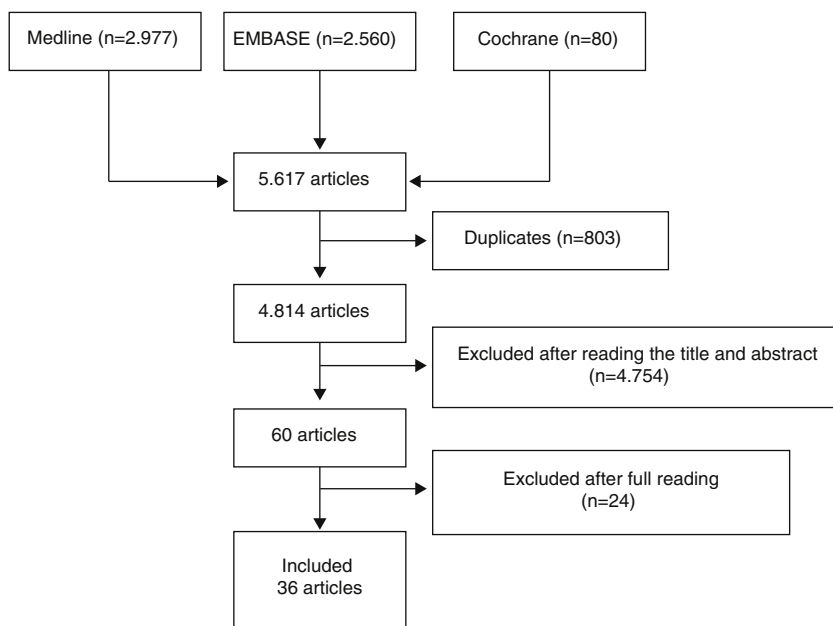 Medline (n=2.977)
EMBASE (n=2.560)
Cochrane (n=80)
5.617 articles
Duplicates (n=803)
4.814 articles
Excluded after reading the title and abstract
(n=4.754)
60 articles
Excluded after full reading
(n=24)
Included
36 articles